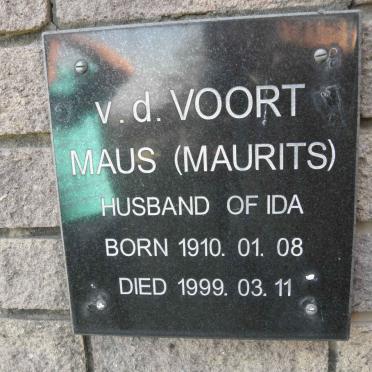 v.d. VOORT
MAUS (MAURITS)
HUSBAND OF IDA
BORN 1910. 01. 08
DIED 1999. 03. 11